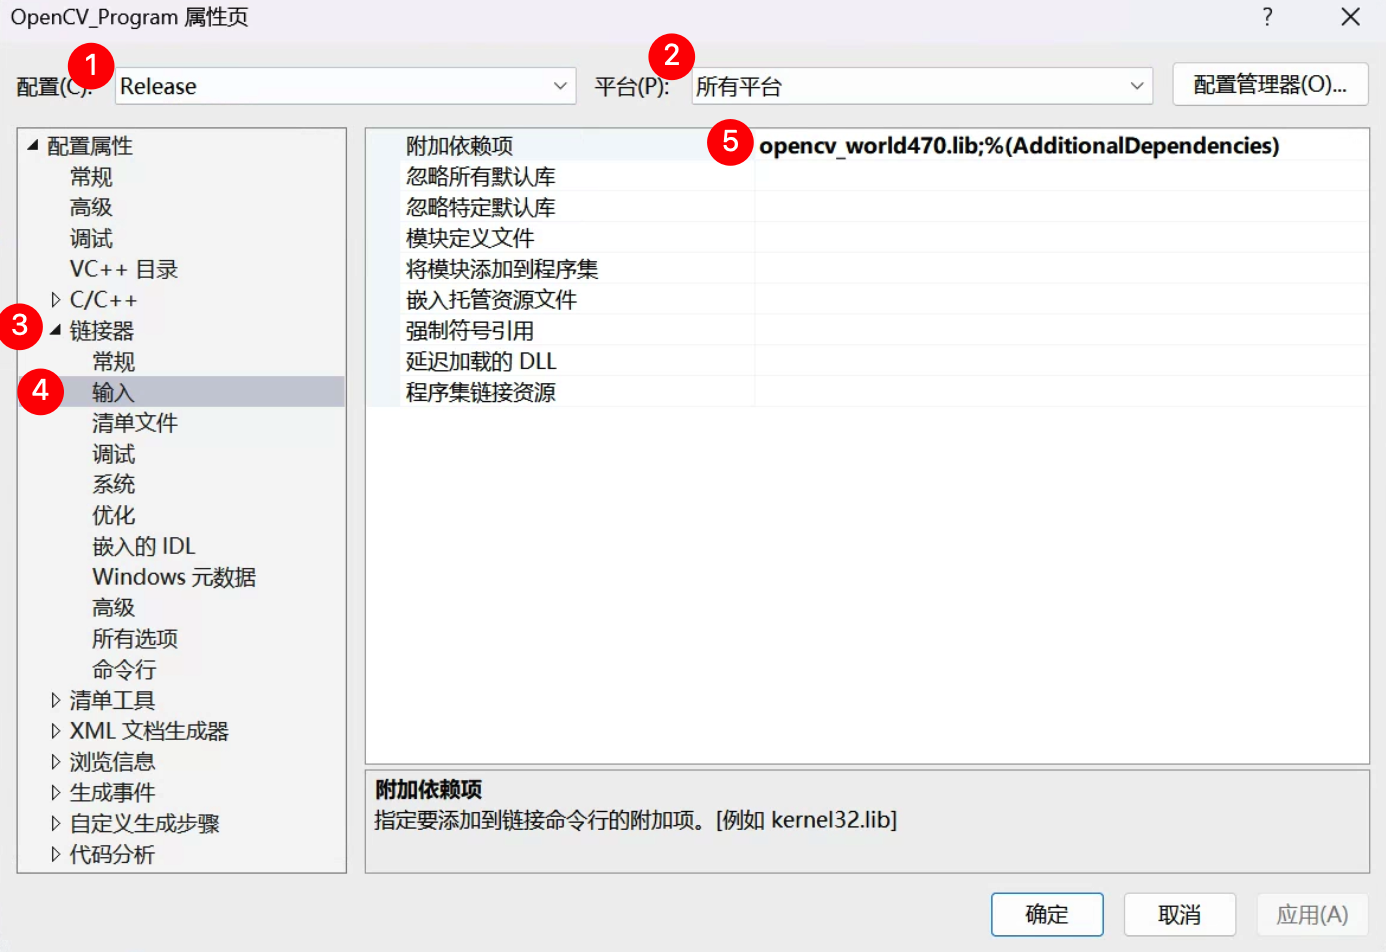 OpenCV_Program 属性页
?
1
2
配置(C):
Release
平台(P):
所有平台
配置管理器(O)...
配置属性
常规
高级
调试
VC++ 目录
C/C++
3
链接器
常规
4
输入
清单文件
调试
系统
优化
嵌入的 IDL
Windows 元数据
高级
所有选项
命令行
清单工具
XML 文档生成器
浏览信息
生成事件
自定义生成步骤
代码分析
附加依赖项
5
opencv_world470.lib;%(AdditionalDependencies)
忽略所有默认库
忽略特定默认库
模块定义文件
将模块添加到程序集
嵌入托管资源文件
强制符号引用
延迟加载的 DLL
程序集链接资源
附加依赖项
指定要添加到链接命令行的附加项。[例如 kernel32.lib]
确定
取消
应用(A)